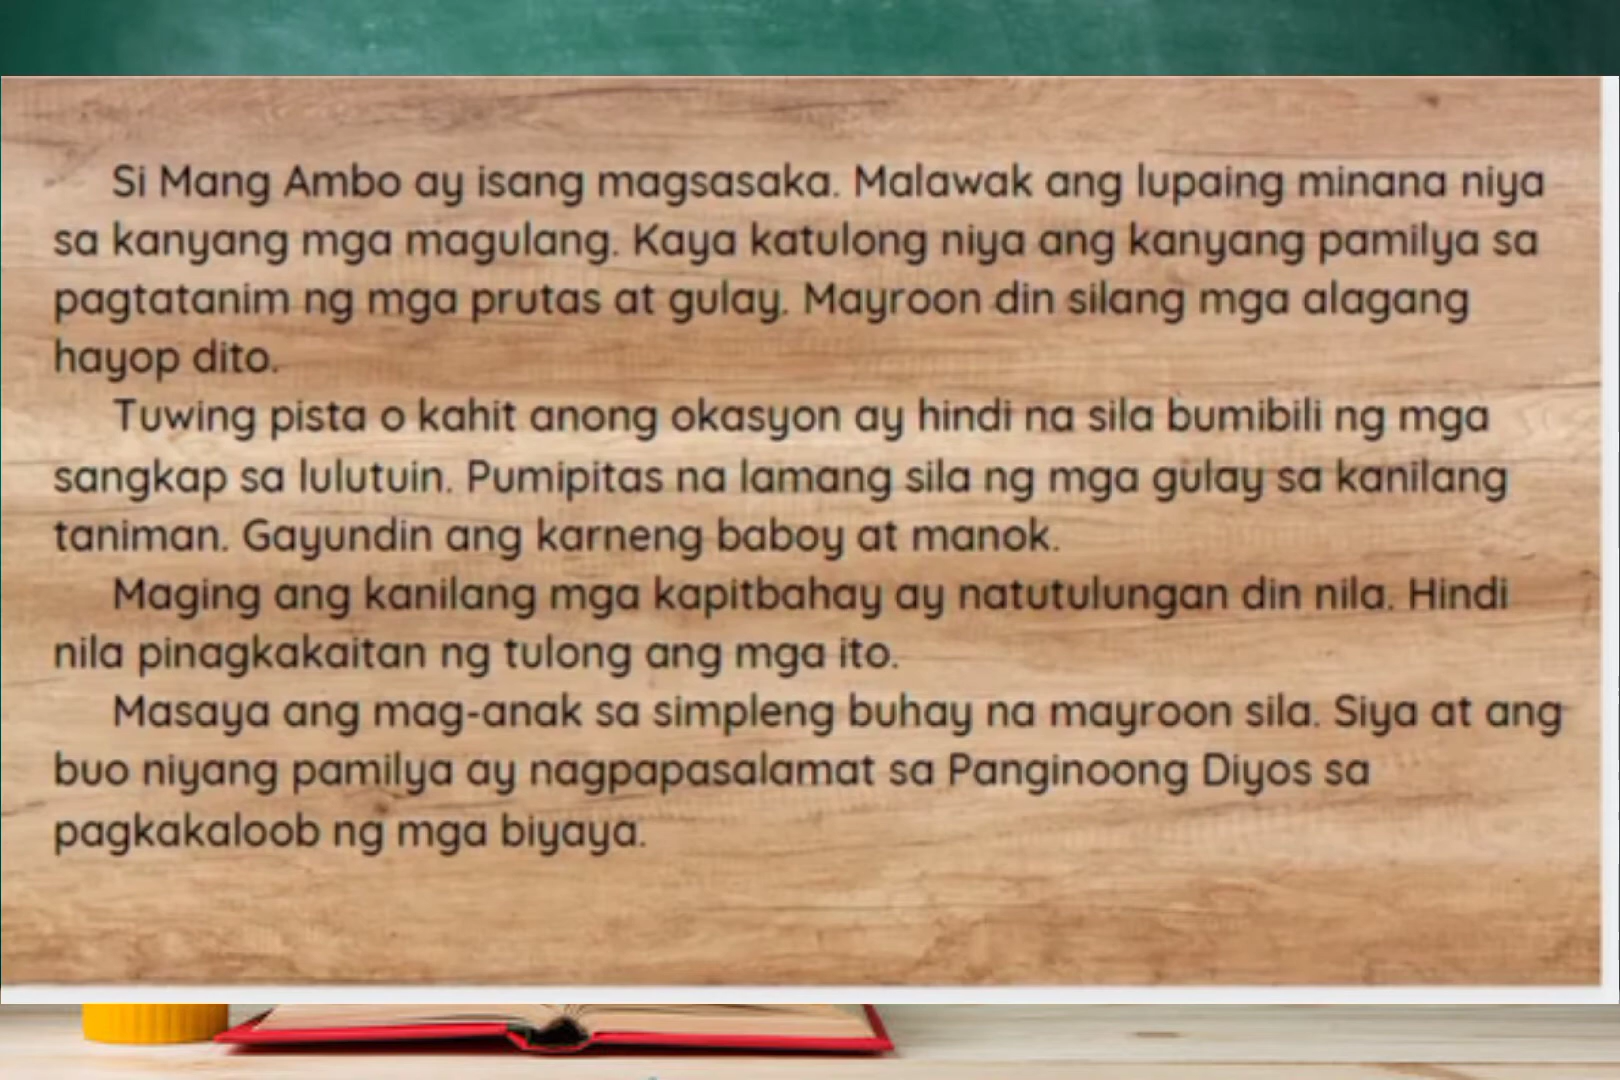 Si Mang Ambo ay isang magsasaka. Malawak ang lupaing minana niya
sa kanyang mga magulang. Kaya katulong niya ang kanyang pamilya sa
pagtatanim ng mga prutas at gulay. Mayroon din silang mga alagang
hayop dito.
Tuwing pista o kahit anong okasyon ay hindi na sila bumibili ng mga
sangkap sa lulutuin. Pumipitas na lamang sila ng mga gulay sa kanilang
taniman. Gayundin ang karneng baboy at manok.
Maging ang kanilang mga kapitbahay ay natutulungan din nila. Hindi
nila pinagkakaitan ng tulong ang mga ito.
Masaya ang mag-anak sa simpleng buhay na mayroon sila. Siya at ang
buo niyang pamilya ay nagpapasalamat sa Panginoong Diyos sa
pagkakaloob ng mga biyaya.